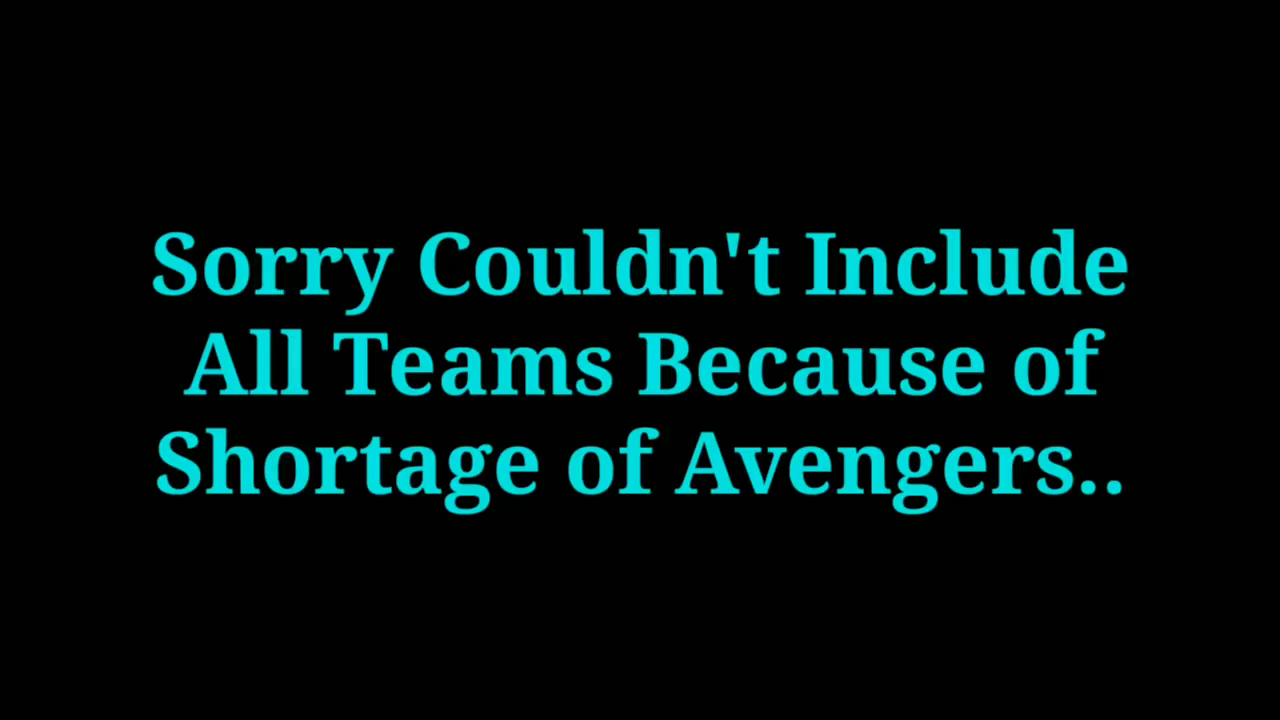 Sorry Couldn't Include
All Teams Because of
Shortage of Avengers..